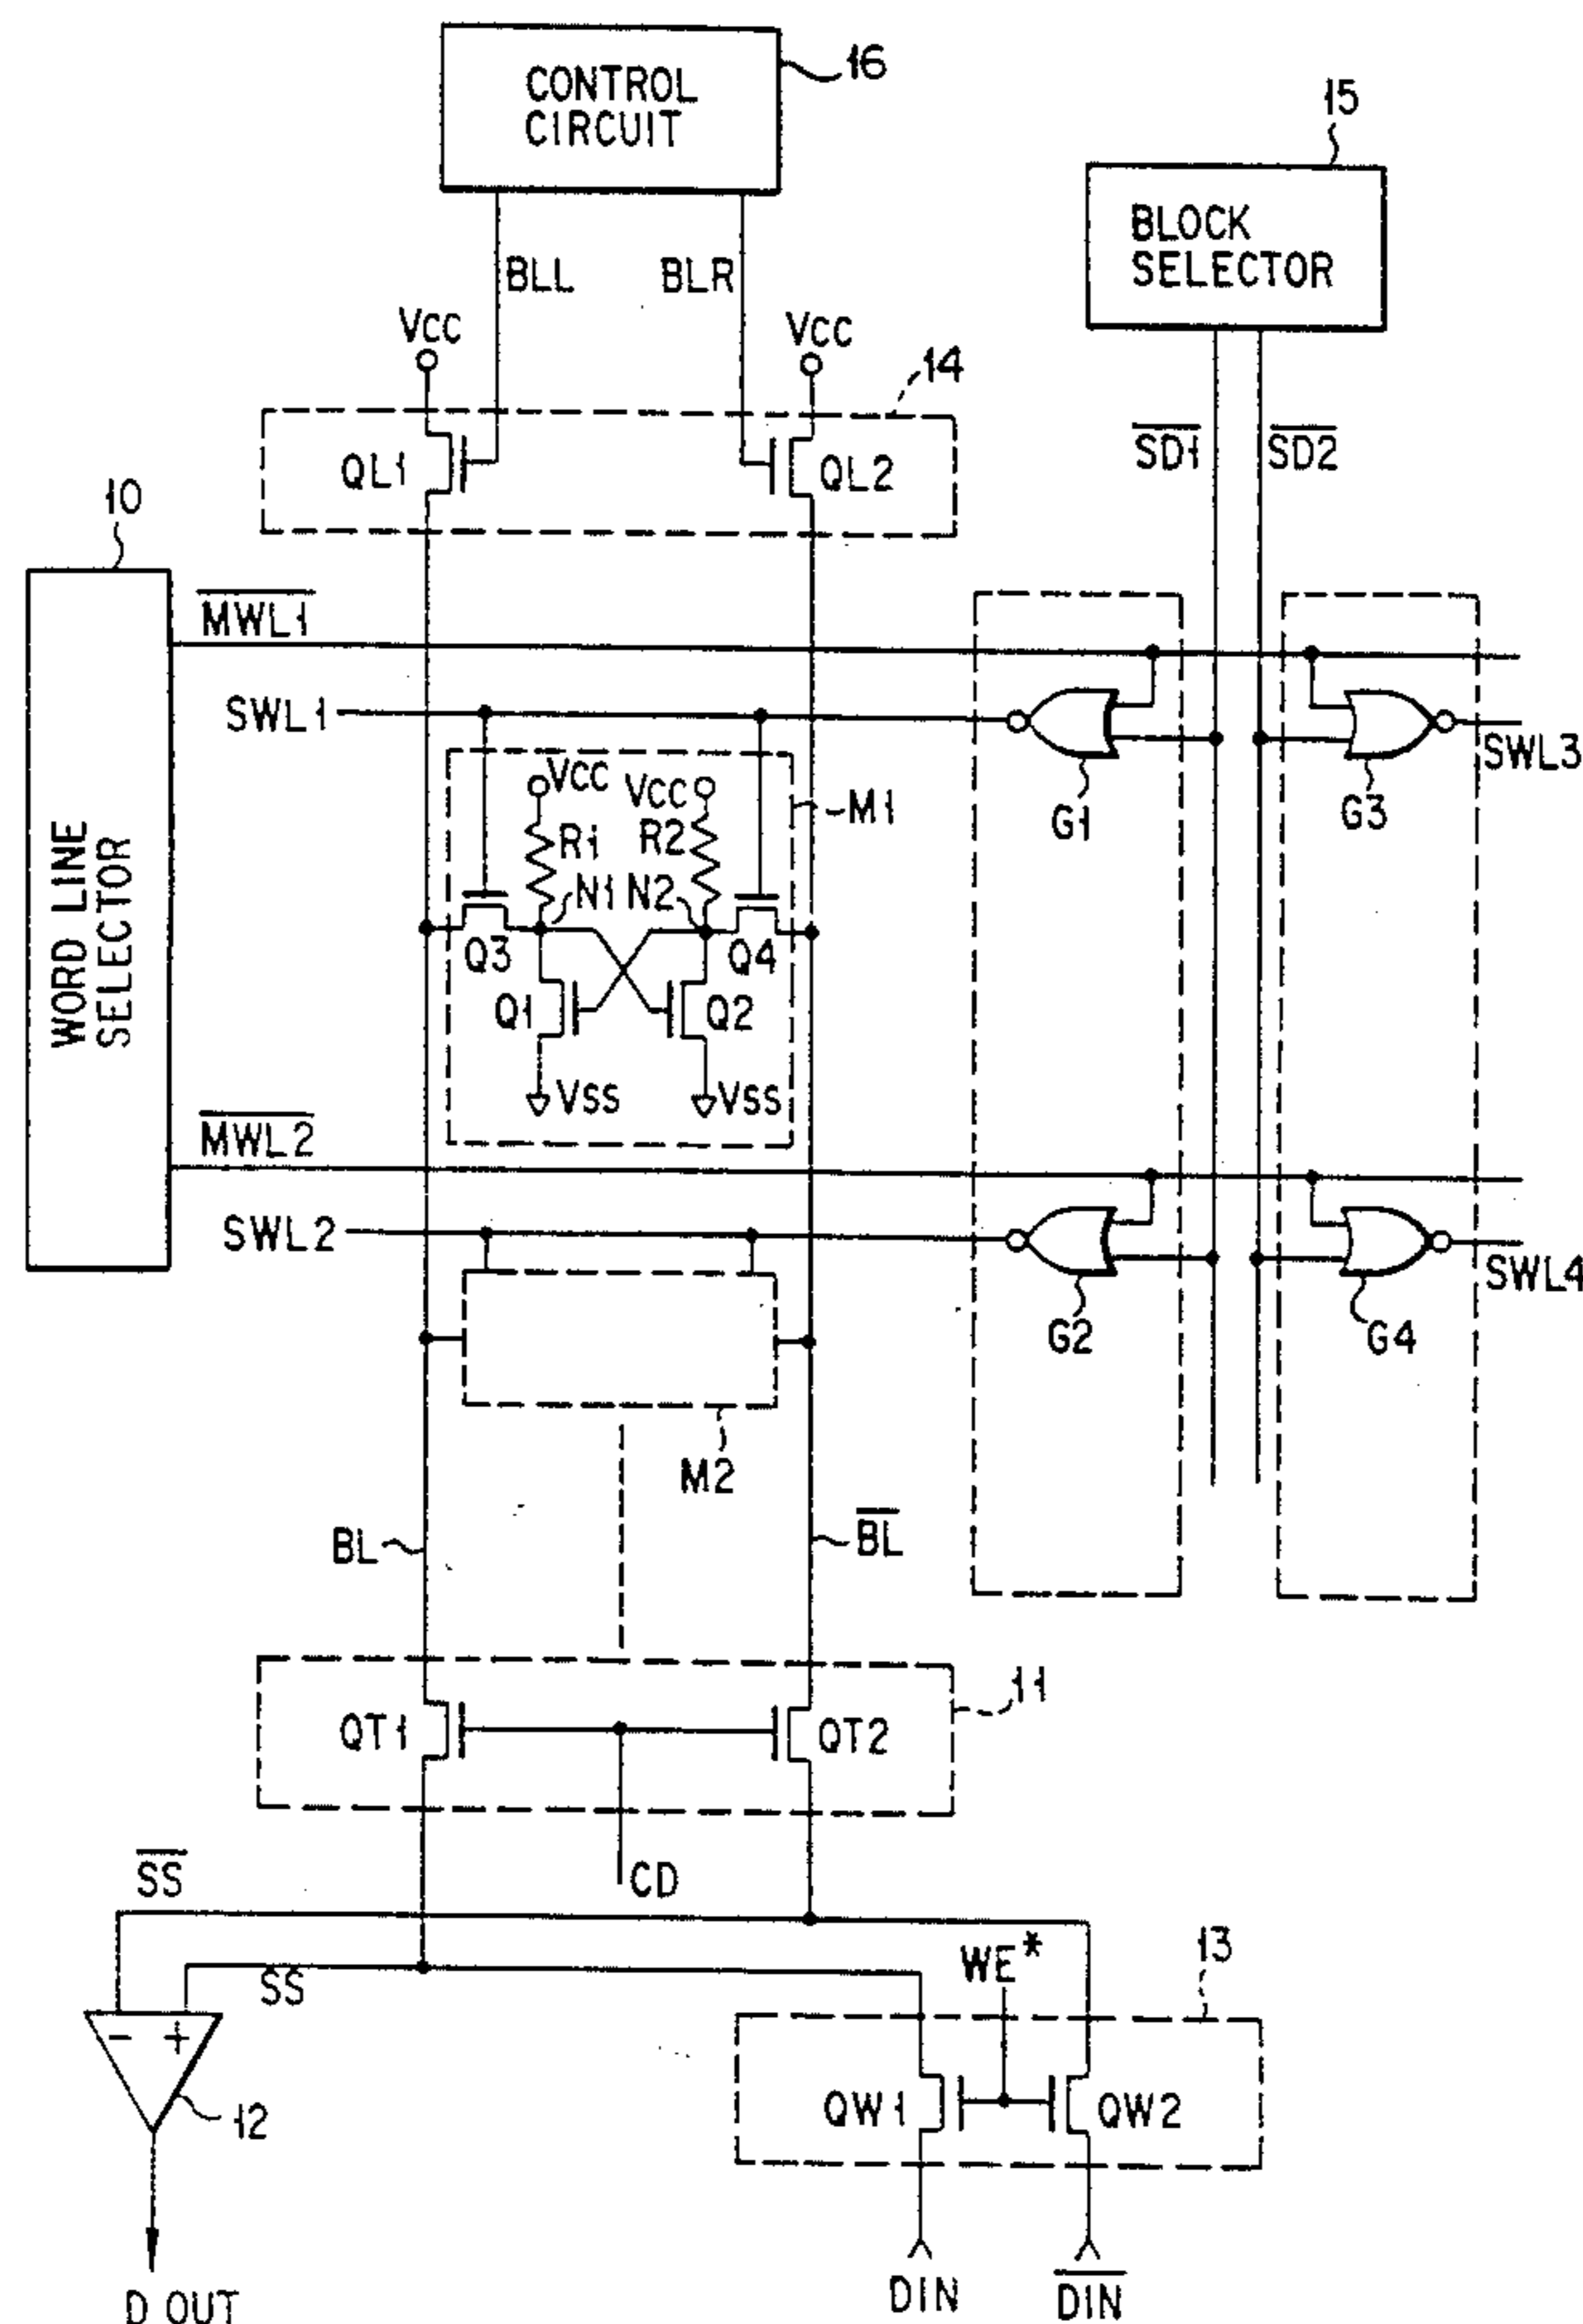 CONTROL
CIRCUIT
16
15
BLOCK
SELECTOR
BLL
BLR
VCC
VCC
14
QL1
QL2
SD1
SD2
10
MWL1
SWL1
SWL3
WORD LINE
SELECTOR
VCC
VCC
M1
R1
R2
N1
N2
Q3
Q4
Q1
Q2
VSS
VSS
G1
G3
MWL2
SWL2
SWL4
G2
G4
M2
BL
BL
11
QT1
QT2
CD
SS
SS
WE*
13
- +
12
QW1
QW2
D OUT
DIN
DIN